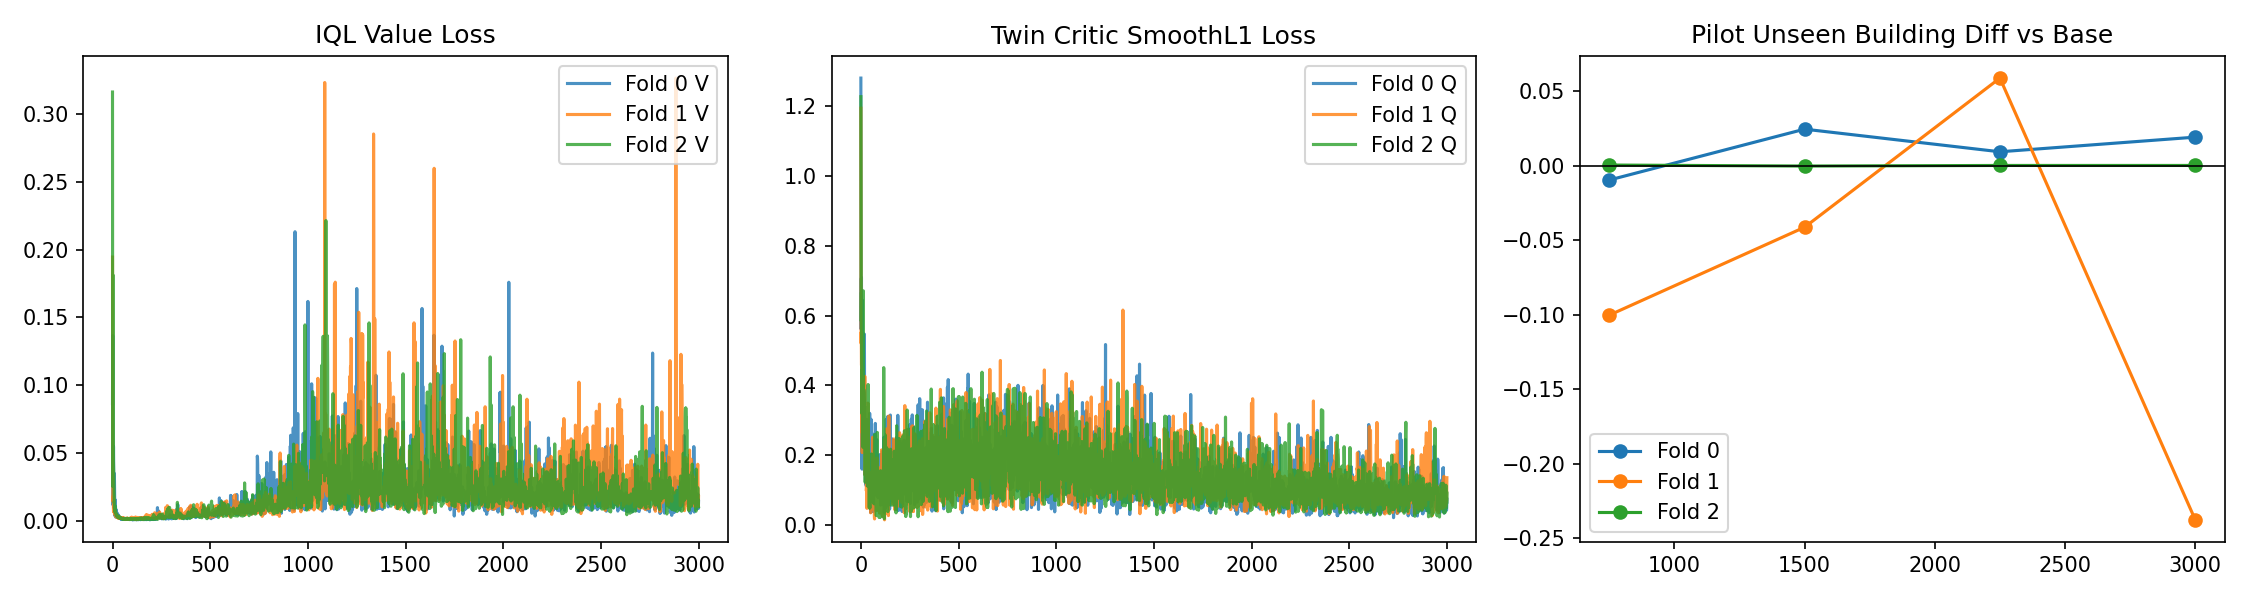 IQL Value Loss
Fold 0 V
Fold 1 V
Fold 2 V
0.30
0.25
0.20
0.15
0.10
0.05
0.00
0 500 1000 1500 2000 2500 3000
Twin Critic SmoothL1 Loss
Fold 0 Q
Fold 1 Q
Fold 2 Q
1.2
1.0
0.8
0.6
0.4
0.2
0.0
0 500 1000 1500 2000 2500 3000
Pilot Unseen Building Diff vs Base
0.05
0.00
−0.05
−0.10
−0.15
−0.20
−0.25
Fold 0
Fold 1
Fold 2
1000 1500 2000 2500 3000